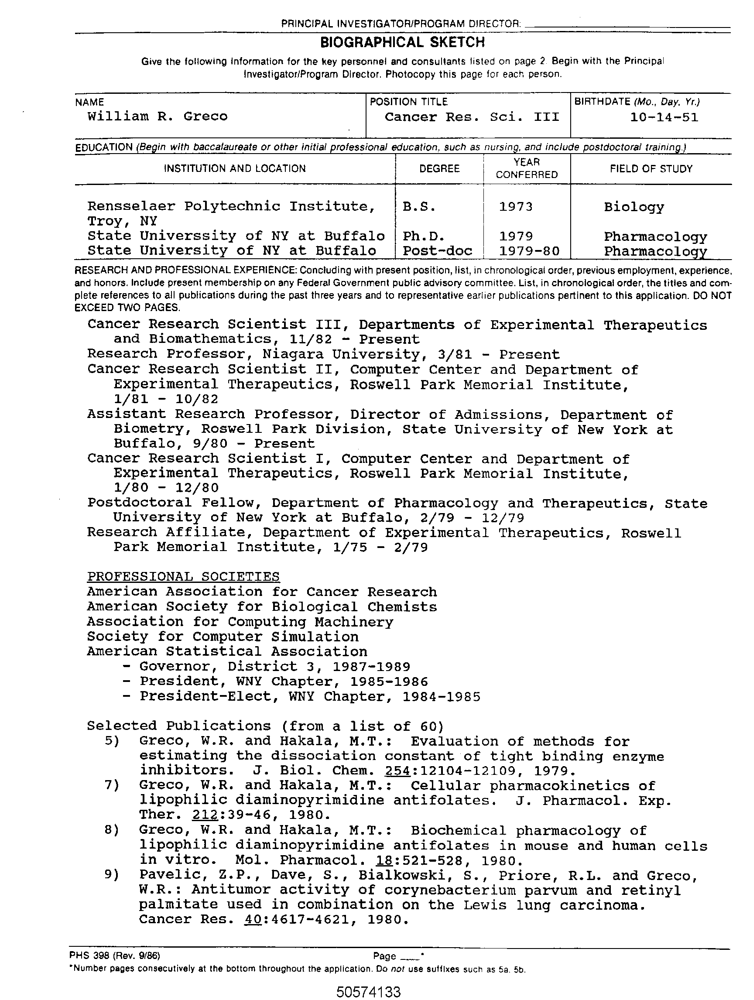 PRINCIPAL INVESTIGATOR/PROGRAM DIRECTOR:
BIOGRAPHICAL SKETCH
Give the following information for the key personnel and consultants listed on page 2. Begin with the Principal
Investigator/Program Director. Photocopy this page for each person.
NAME POSITION TITLE BIRTHDATE (Mo., Day, Yr.)
William R. Greco Cancer Res. Sci. III 10-14-51
EDUCATION (Begin with baccalaureate or other initial professional education, such as nursing, and include postdoctoral training.)
INSTITUTION AND LOCATION DEGREE YEAR CONFERRED FIELD OF STUDY
Rensselaer Polytechnic Institute, B.S. 1973 Biology
Troy, NY
State Universsity of NY at Buffalo Ph.D. 1979 Pharmacology
State University of NY at Buffalo Post-doc 1979-80 Pharmacology
RESEARCH AND PROFESSIONAL EXPERIENCE: Concluding with present position, list, in chronological order, previous employment, experience,
and honors. Include present membership on any Federal Government public advisory committee. List, in chronological order, the titles and com-
plete references to all publications during the past three years and to representative earlier publications pertinent to this application. DO NOT
EXCEED TWO PAGES.
Cancer Research Scientist III, Departments of Experimental Therapeutics
and Biomathematics, 11/82 - Present
Research Professor, Niagara University, 3/81 - Present
Cancer Research Scientist II, Computer Center and Department of
Experimental Therapeutics, Roswell Park Memorial Institute,
1/81 - 10/82
Assistant Research Professor, Director of Admissions, Department of
Biometry, Roswell Park Division, State University of New York at
Buffalo, 9/80 - Present
Cancer Research Scientist I, Computer Center and Department of
Experimental Therapeutics, Roswell Park Memorial Institute,
1/80 - 12/80
Postdoctoral Fellow, Department of Pharmacology and Therapeutics, State
University of New York at Buffalo, 2/79 - 12/79
Research Affiliate, Department of Experimental Therapeutics, Roswell
Park Memorial Institute, 1/75 - 2/79
PROFESSIONAL SOCIETIES
American Association for Cancer Research
American Society for Biological Chemists
Association for Computing Machinery
Society for Computer Simulation
American Statistical Association
- Governor, District 3, 1987-1989
- President, WNY Chapter, 1985-1986
- President-Elect, WNY Chapter, 1984-1985
Selected Publications (from a list of 60)
5) Greco, W.R. and Hakala, M.T.: Evaluation of methods for
estimating the dissociation constant of tight binding enzyme
inhibitors. J. Biol. Chem. 254:12104-12109, 1979.
7) Greco, W.R. and Hakala, M.T.: Cellular pharmacokinetics of
lipophilic diaminopyrimidine antifolates. J. Pharmacol. Exp.
Ther. 212:39-46, 1980.
8) Greco, W.R. and Hakala, M.T.: Biochemical pharmacology of
lipophilic diaminopyrimidine antifolates in mouse and human cells
in vitro. Mol. Pharmacol. 18:521-528, 1980.
9) Pavelic, Z.P., Dave, S., Bialkowski, S., Priore, R.L. and Greco,
W.R.: Antitumor activity of corynebacterium parvum and retinyl
palmitate used in combination on the Lewis lung carcinoma.
Cancer Res. 40:4617-4621, 1980.
PHS 398 (Rev. 9/86) Page ___*
*Number pages consecutively at the bottom throughout the application. Do not use suffixes such as 5a, 5b.
50574133